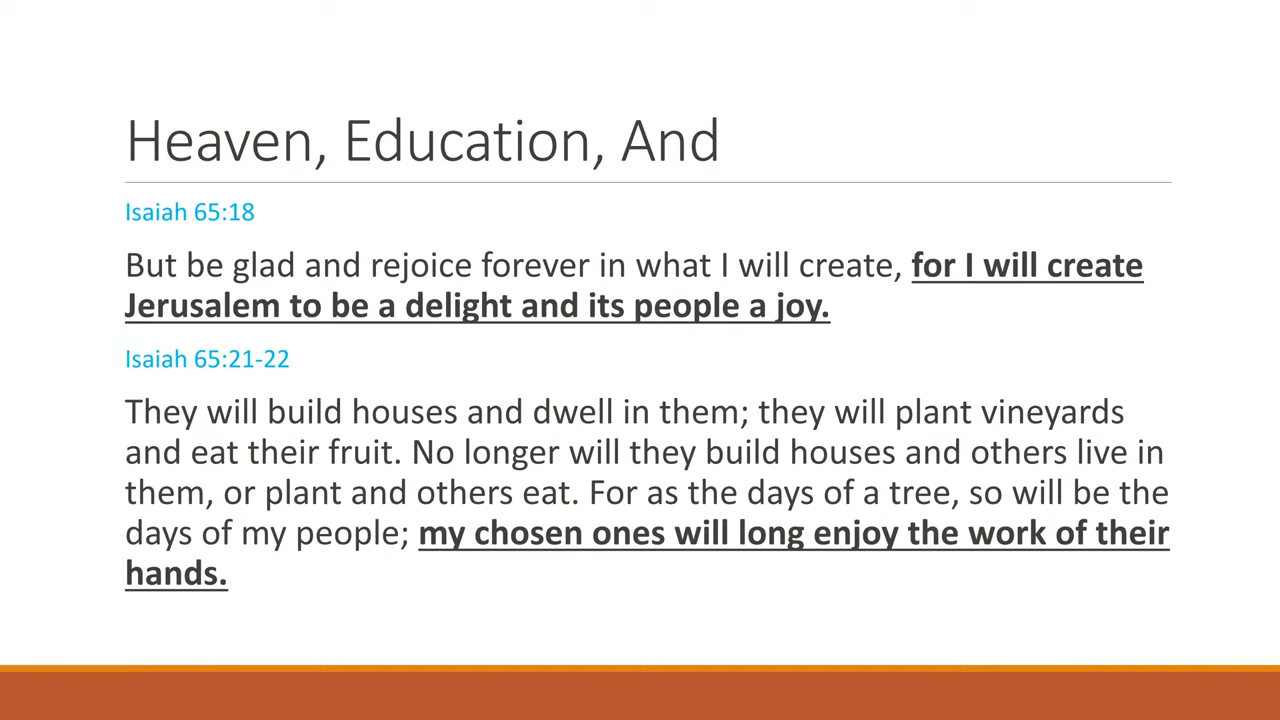 Heaven, Education, And
Isaiah 65:18
But be glad and rejoice forever in what I will create, for I will create
Jerusalem to be a delight and its people a joy.
Isaiah 65:21-22
They will build houses and dwell in them; they will plant vineyards
and eat their fruit. No longer will they build houses and others live in
them, or plant and others eat. For as the days of a tree, so will be the
days of my people; my chosen ones will long enjoy the work of their
hands.